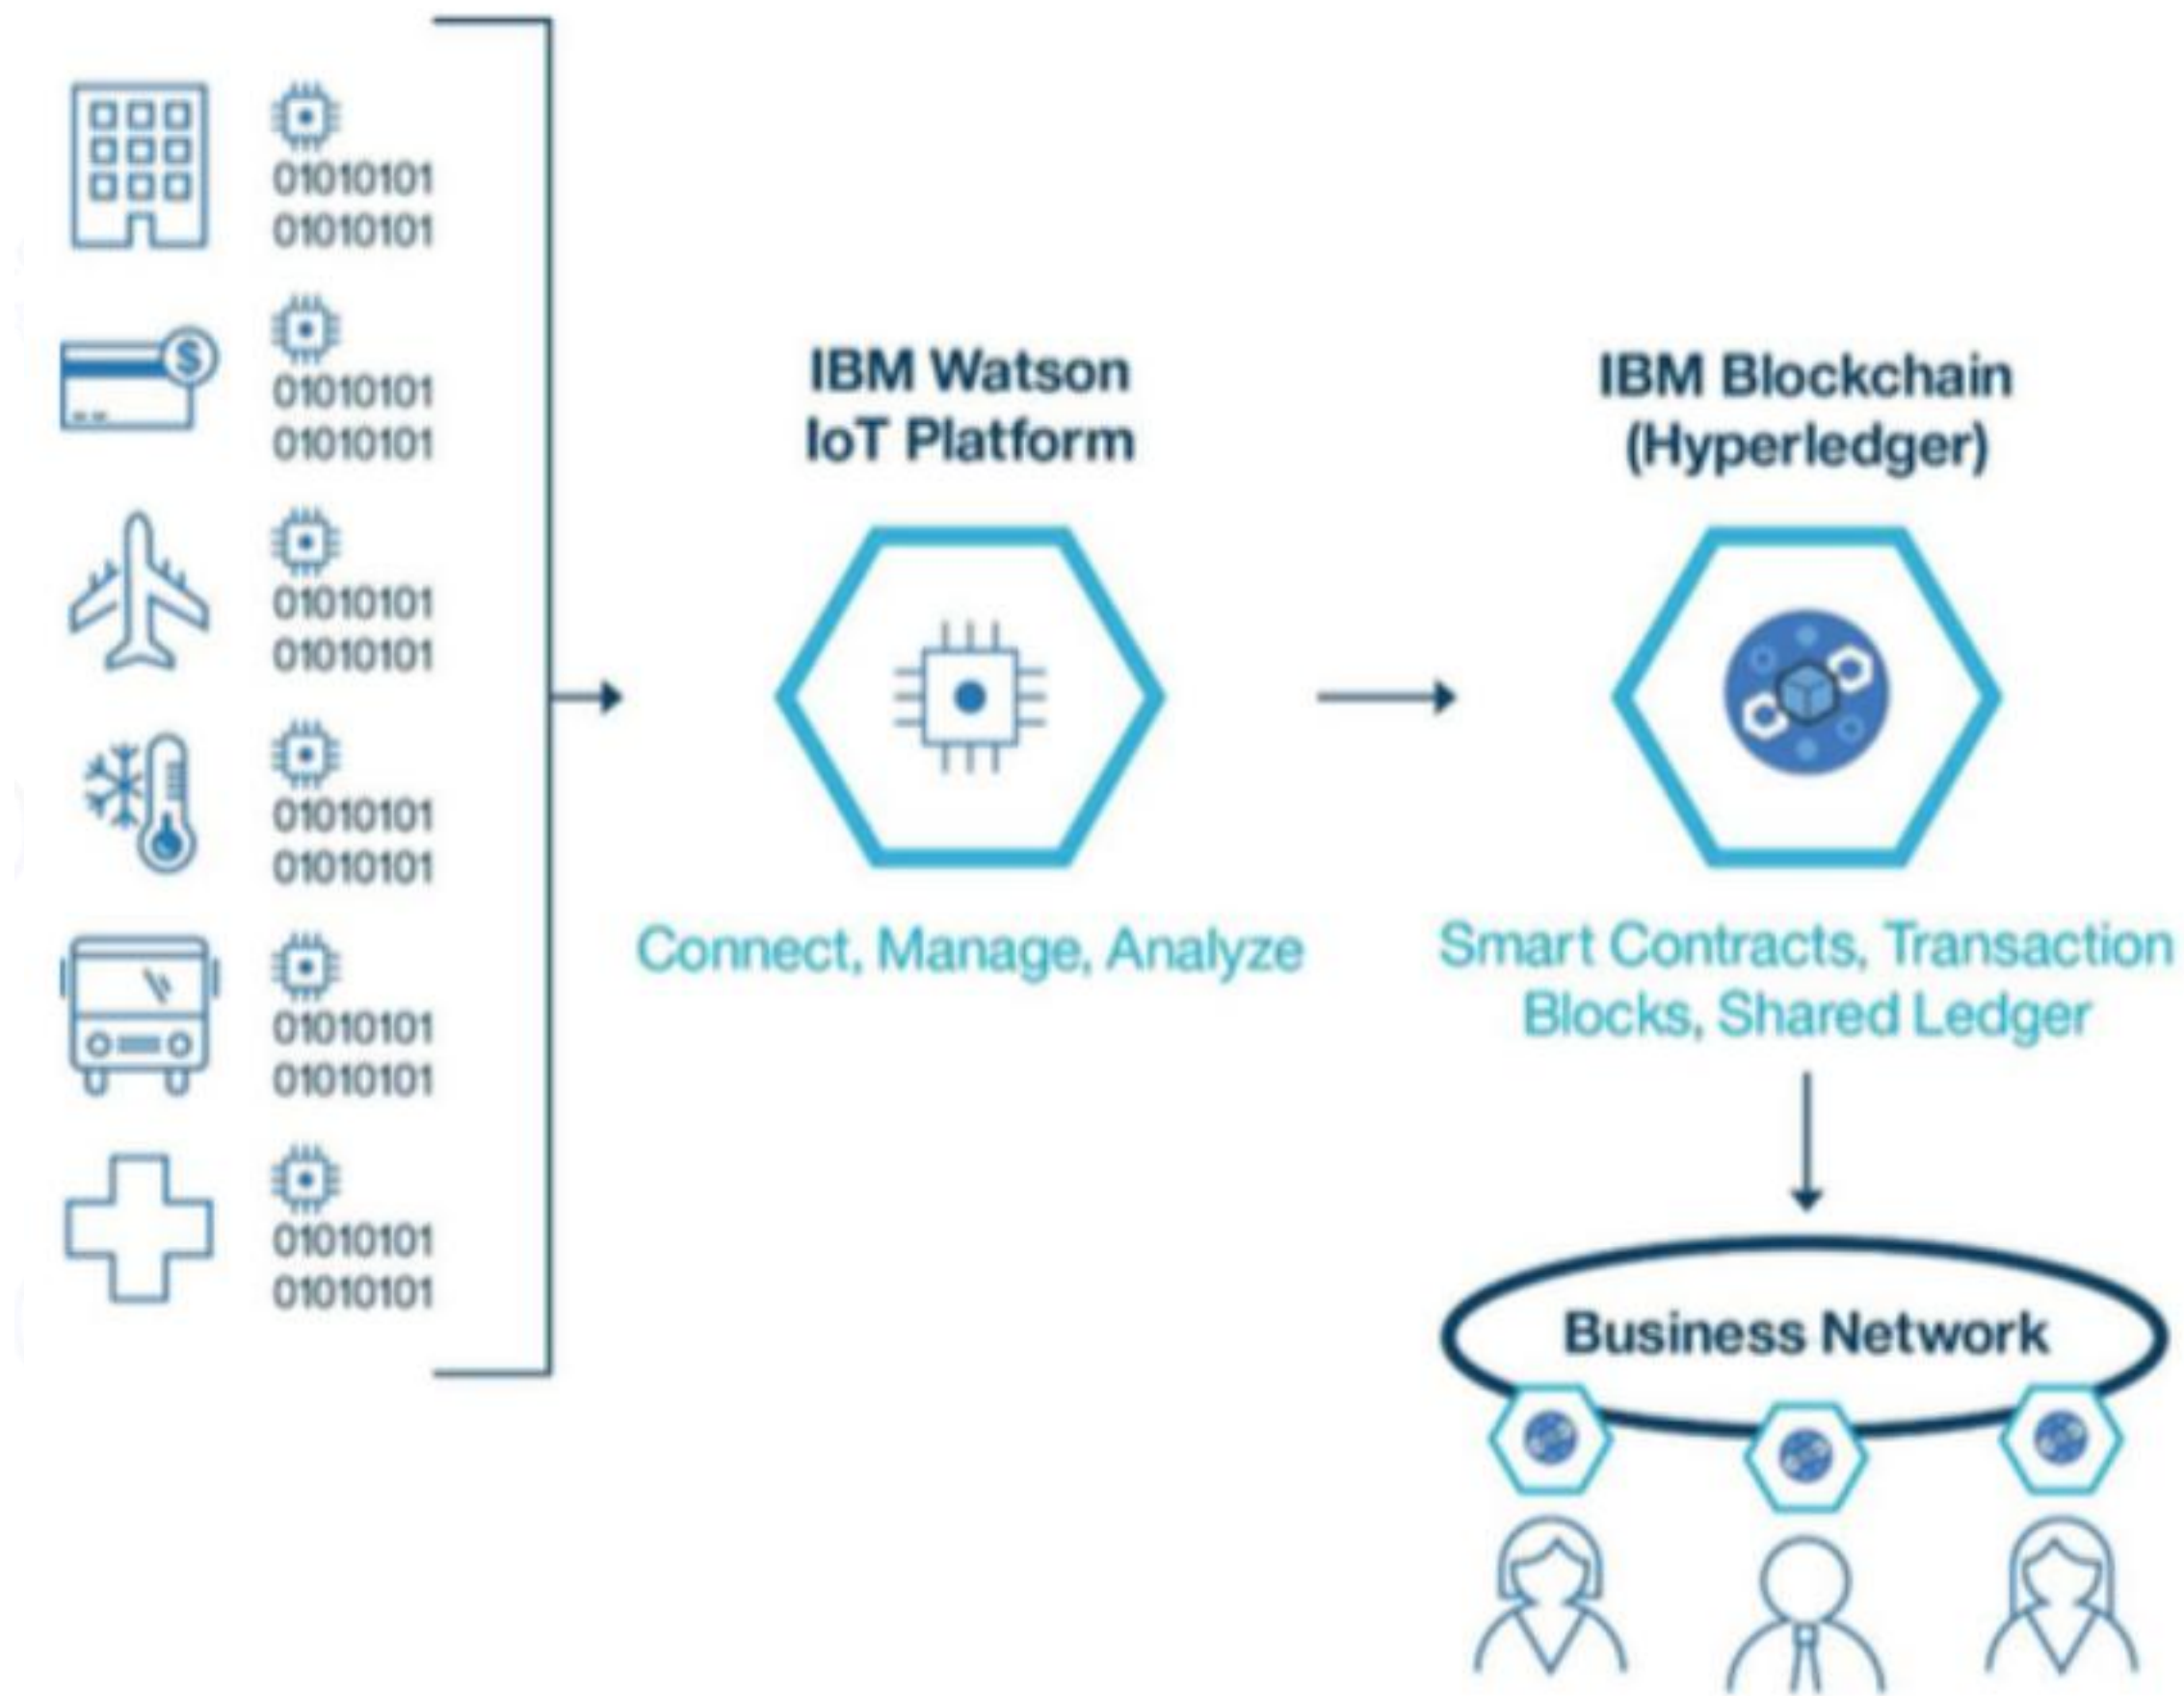 01010101
01010101
$
01010101
01010101
01010101
01010101
01010101
01010101
01010101
01010101
01010101
01010101
IBM Watson
IoT Platform
Connect, Manage, Analyze
IBM Blockchain
(Hyperledger)
Smart Contracts, Transaction
Blocks, Shared Ledger
Business Network